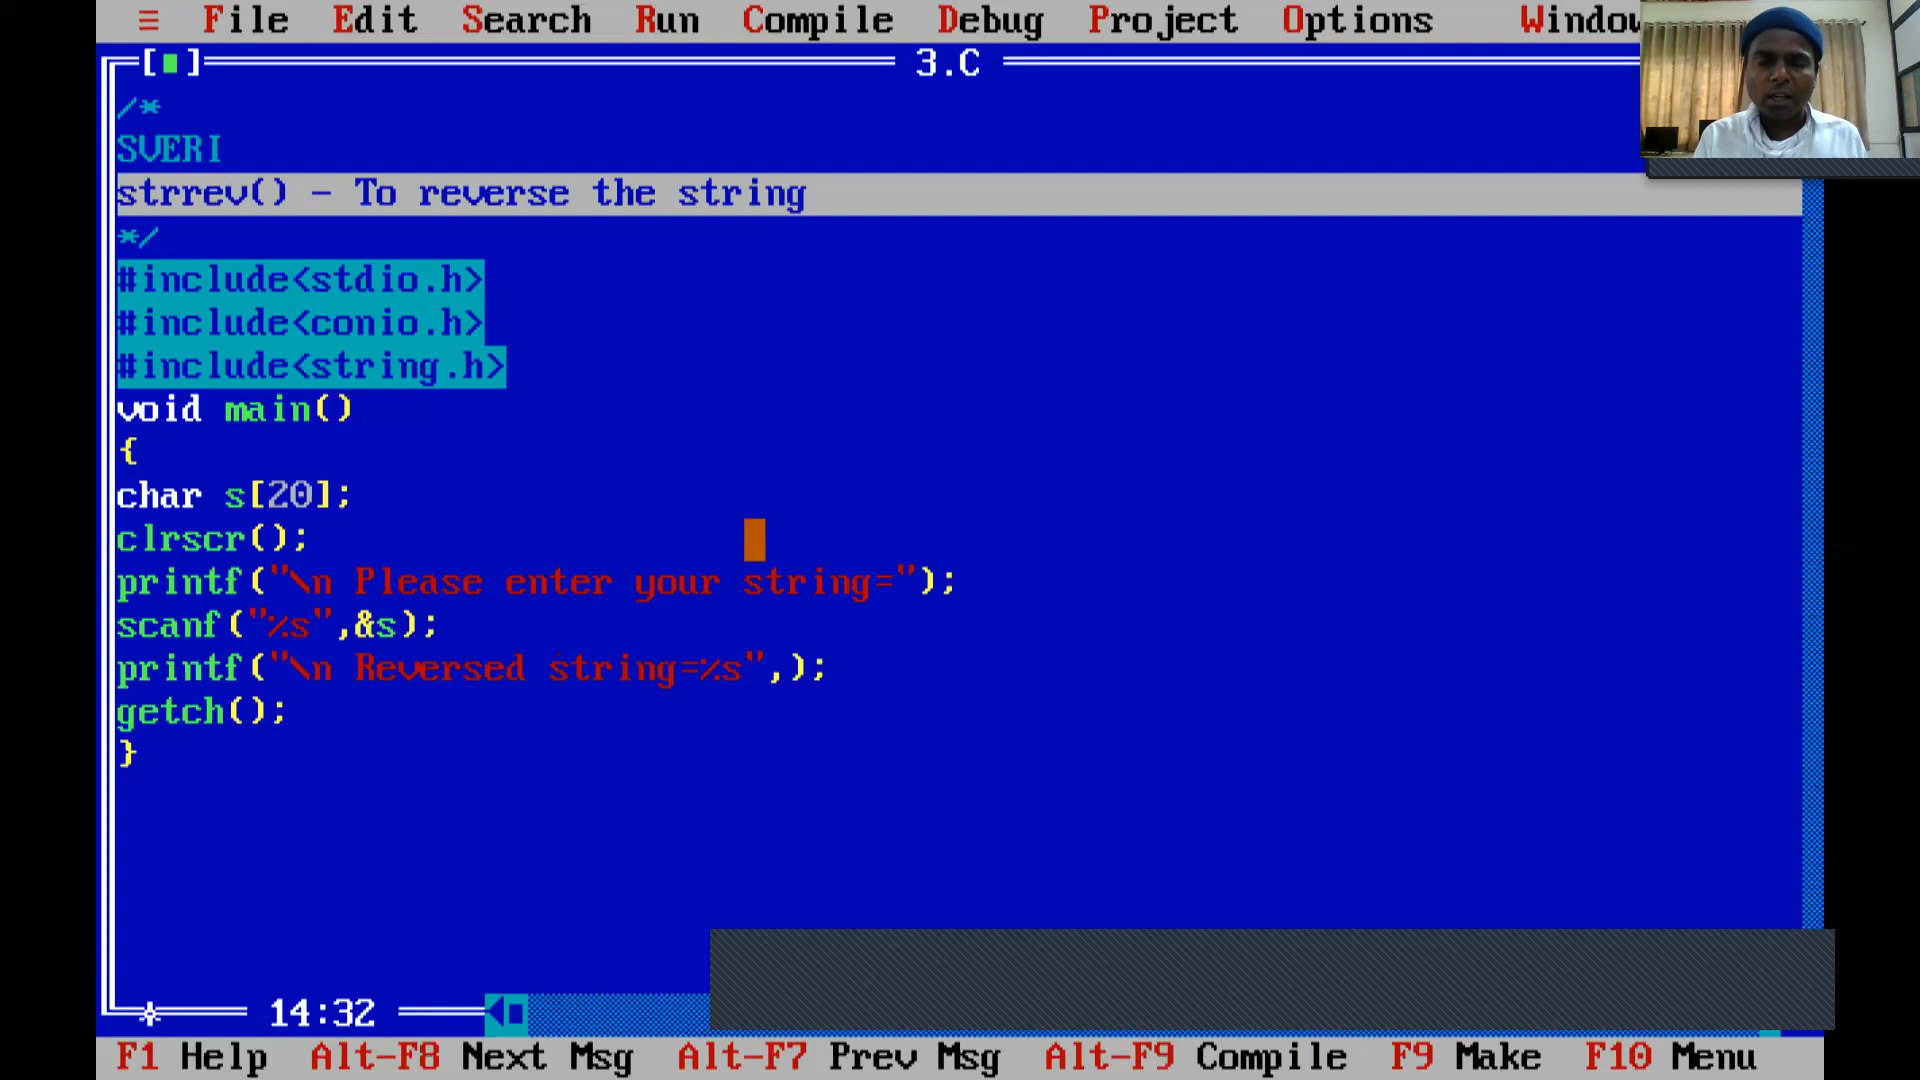 ≡ File Edit Search Run Compile Debug Project Options Window
[■] 3.C
/*
SVERI
strrev() - To reverse the string
*/
#include<stdio.h>
#include<conio.h>
#include<string.h>
void main()
{
char s[20];
clrscr();
printf("\n Please enter your string=");
scanf("%s",&s);
printf("\n Reversed string=%s",);
getch();
}
14:32
F1 Help Alt-F8 Next Msg Alt-F7 Prev Msg Alt-F9 Compile F9 Make F10 Menu